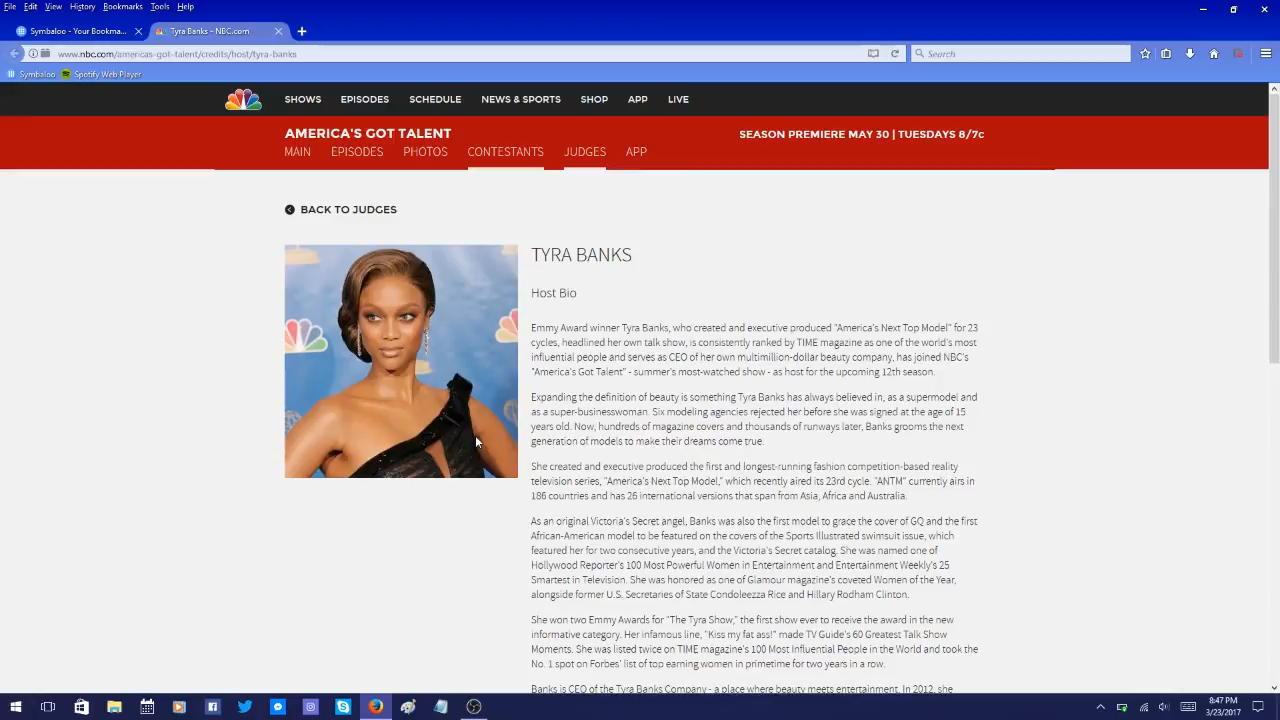 File Edit View History Bookmarks Tools Help
Symbaloo - Your Bookma...
Tyra Banks - NBC.com
www.nbc.com/americas-got-talent/credits/host/tyra-banks
Search
Symbaloo Spotify Web Player
SHOWS EPISODES SCHEDULE NEWS & SPORTS SHOP APP LIVE
AMERICA'S GOT TALENT
SEASON PREMIERE MAY 30 | TUESDAYS 8/7c
MAIN EPISODES PHOTOS CONTESTANTS JUDGES APP
BACK TO JUDGES
TYRA BANKS
Host Bio
Emmy Award winner Tyra Banks, who created and executive produced "America's Next Top Model" for 23
cycles, headlined her own talk show, is consistently ranked by TIME magazine as one of the world's most
influential people and serves as CEO of her own multimillion-dollar beauty company, has joined NBC's
"America's Got Talent" - summer's most-watched show - as host for the upcoming 12th season.
Expanding the definition of beauty is something Tyra Banks has always believed in, as a supermodel and
as a super-businesswoman. Six modeling agencies rejected her before she was signed at the age of 15
years old. Now, hundreds of magazine covers and thousands of runways later, Banks grooms the next
generation of models to make their dreams come true.
She created and executive produced the first and longest-running fashion competition-based reality
television series, "America's Next Top Model," which recently aired its 23rd cycle. "ANTM" currently airs in
186 countries and has 26 international versions that span from Asia, Africa and Australia.
As an original Victoria's Secret angel, Banks was also the first model to grace the cover of GQ and the first
African-American model to be featured on the covers of the Sports Illustrated swimsuit issue, which
featured her for two consecutive years, and the Victoria's Secret catalog. She was named one of
Hollywood Reporter's 100 Most Powerful Women in Entertainment and Entertainment Weekly's 25
Smartest in Television. She was honored as one of Glamour magazine's coveted Women of the Year,
alongside former U.S. Secretaries of State Condoleezza Rice and Hillary Rodham Clinton.
She won two Emmy Awards for "The Tyra Show," the first show ever to receive the award in the new
informative category. Her infamous line, "Kiss my fat ass!" made TV Guide's 60 Greatest Talk Show
Moments. She was listed twice on TIME magazine's 100 Most Influential People in the World and took the
No. 1 spot on Forbes' list of top earning women in primetime for two years in a row.
Banks is CEO of the Tyra Banks Company - a place where beauty meets entertainment. In 2012, she
8:47 PM
3/23/2017